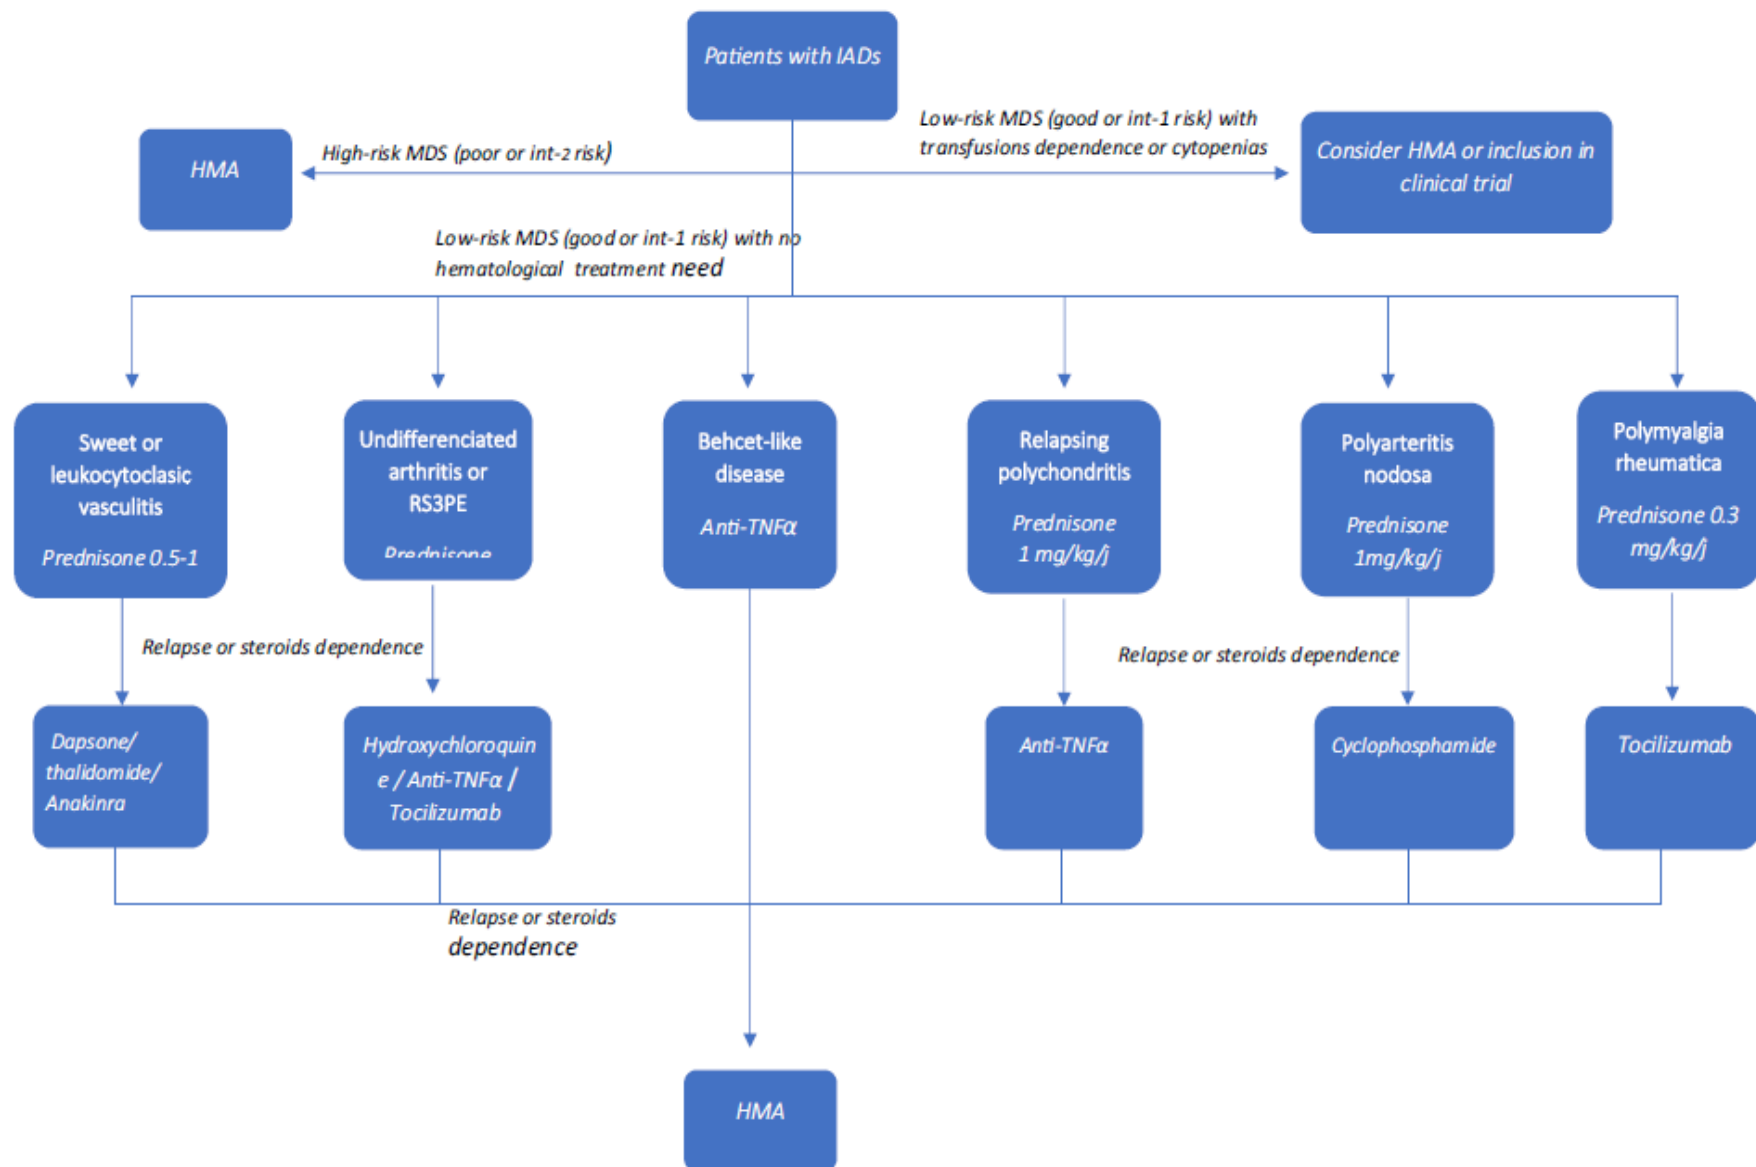 Patients with IADs
Low-risk MDS (good or int-1 risk) with
transfusions dependence or cytopenias
High-risk MDS (poor or int-2 risk)
HMA
Consider HMA or inclusion in
clinical trial
Low-risk MDS (good or int-1 risk) with no
hematological treatment need
Sweet or
leukocytoclasic
vasculitis
Prednisone 0.5-1
Undifferenciated
arthritis or
RS3PE
Prednisone
Behcet-like
disease
Anti-TNFα
Relapsing
polychondritis
Prednisone
1 mg/kg/j
Polyarteritis
nodosa
Prednisone
1mg/kg/j
Polymyalgia
rheumatica
Prednisone 0.3
mg/kg/j
Relapse or steroids dependence
Relapse or steroids dependence
Dapsone/
thalidomide/
Anakinra
Hydroxychloroquin
e / Anti-TNFα /
Tocilizumab
Anti-TNFα
Cyclophosphamide
Tocilizumab
Relapse or steroids
dependence
HMA